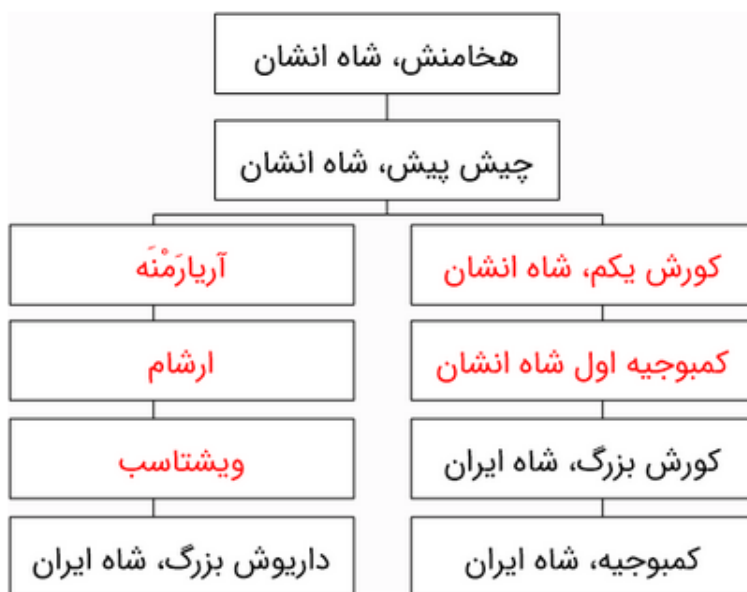 هخامنش، شاه انشان
چیش پیش، شاه انشان
کورش یکم، شاه انشان
آریارَمْنَه
کمبوجیه اول شاه انشان
ارشام
کورش بزرگ، شاه ایران
ویشتاسب
کمبوجیه، شاه ایران
داریوش بزرگ، شاه ایران